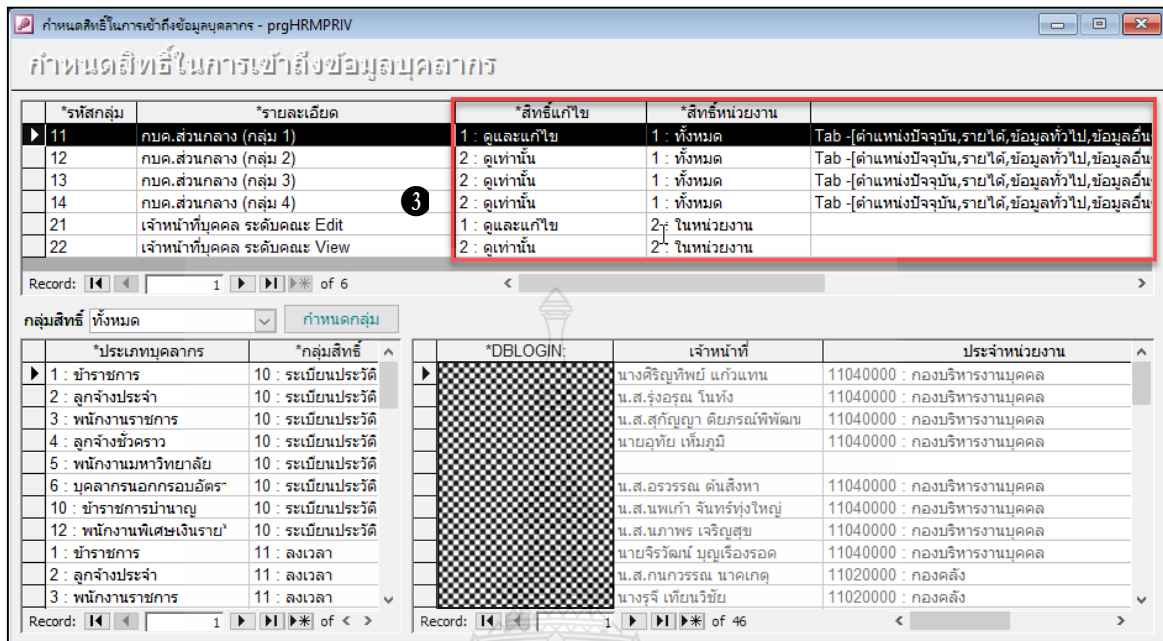 กำหนดสิทธิ์ในการเข้าถึงข้อมูลบุคลากร - prgHRMPRIV
กำหนดสิทธิ์ในการเข้าถึงข้อมูลบุคลากร
*รหัสกลุ่ม *รายละเอียด *สิทธิ์แก้ไข *สิทธิ์หน่วยงาน
11 กบค.ส่วนกลาง (กลุ่ม 1) 1 : ดูและแก้ไข 1 : ทั้งหมด Tab -[ตำแหน่งปัจจุบัน,รายได้,ข้อมูลทั่วไป,ข้อมูลอื่น
12 กบค.ส่วนกลาง (กลุ่ม 2) 2 : ดูเท่านั้น 1 : ทั้งหมด Tab -[ตำแหน่งปัจจุบัน,รายได้,ข้อมูลทั่วไป,ข้อมูลอื่น
13 กบค.ส่วนกลาง (กลุ่ม 3) 2 : ดูเท่านั้น 1 : ทั้งหมด Tab -[ตำแหน่งปัจจุบัน,รายได้,ข้อมูลทั่วไป,ข้อมูลอื่น
14 กบค.ส่วนกลาง (กลุ่ม 4) 3 2 : ดูเท่านั้น 1 : ทั้งหมด Tab -[ตำแหน่งปัจจุบัน,รายได้,ข้อมูลทั่วไป,ข้อมูลอื่น
21 เจ้าหน้าที่บุคคล ระดับคณะ Edit 1 : ดูและแก้ไข 2 : ในหน่วยงาน
22 เจ้าหน้าที่บุคคล ระดับคณะ View 2 : ดูเท่านั้น 2 : ในหน่วยงาน
Record: 1 of 6
กลุ่มสิทธิ์ ทั้งหมด กำหนดกลุ่ม
*ประเภทบุคลากร *กลุ่มสิทธิ์ *DBLOGIN: เจ้าหน้าที่ ประจำหน่วยงาน
1 : ข้าราชการ 10 : ระเบียนประวัติ นางศิริญทิพย์ แก้วแทน 11040000 : กองบริหารงานบุคคล
2 : ลูกจ้างประจำ 10 : ระเบียนประวัติ น.ส.รุ่งอรุณ โนทัง 11040000 : กองบริหารงานบุคคล
3 : พนักงานราชการ 10 : ระเบียนประวัติ น.ส.สุกัญญา ติยภรณ์พิพัฒน 11040000 : กองบริหารงานบุคคล
4 : ลูกจ้างชั่วคราว 10 : ระเบียนประวัติ นายอุทัย เห็มภูมิ 11040000 : กองบริหารงานบุคคล
5 : พนักงานมหาวิทยาลัย 10 : ระเบียนประวัติ
6 : บุคลากรนอกกรอบอัตรา 10 : ระเบียนประวัติ น.ส.อรวรรณ ตันสิงหา 11040000 : กองบริหารงานบุคคล
10 : ข้าราชการบำนาญ 10 : ระเบียนประวัติ น.ส.นพเก้า จันทร์ทุ่งใหญ่ 11040000 : กองบริหารงานบุคคล
12 : พนักงานพิเศษเงินราย 10 : ระเบียนประวัติ น.ส.นภาพร เจริญสุข 11040000 : กองบริหารงานบุคคล
1 : ข้าราชการ 11 : ลงเวลา นายจิรวัฒน์ บุญเรืองรอด 11040000 : กองบริหารงานบุคคล
2 : ลูกจ้างประจำ 11 : ลงเวลา น.ส.กนกวรรณ นาคเกตุ 11020000 : กองคลัง
3 : พนักงานราชการ 11 : ลงเวลา นางรุจี เทียนวิชัย 11020000 : กองคลัง
Record: 1 of Record: 1 of 46